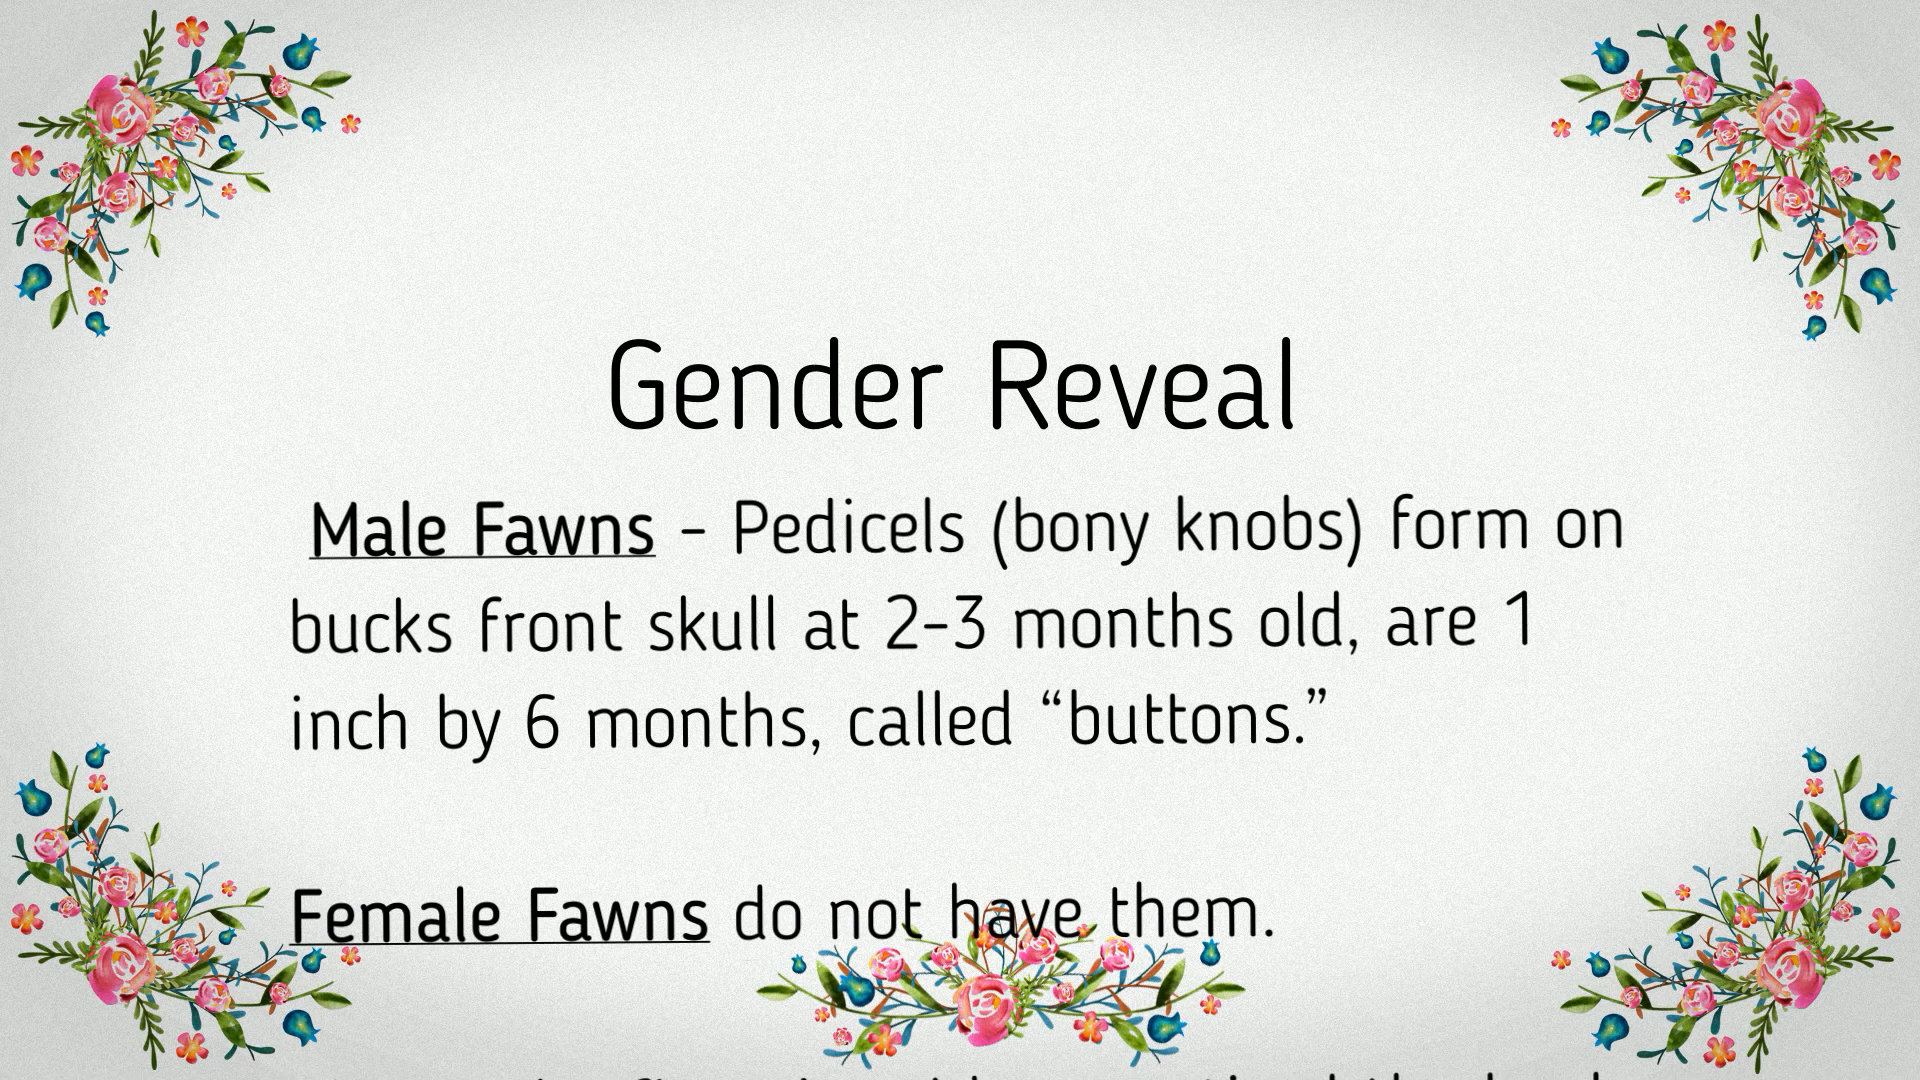 Gender Reveal
Male Fawns - Pedicels (bony knobs) form on
bucks front skull at 2-3 months old, are 1
inch by 6 months, called “buttons.”
Female Fawns do not have them.